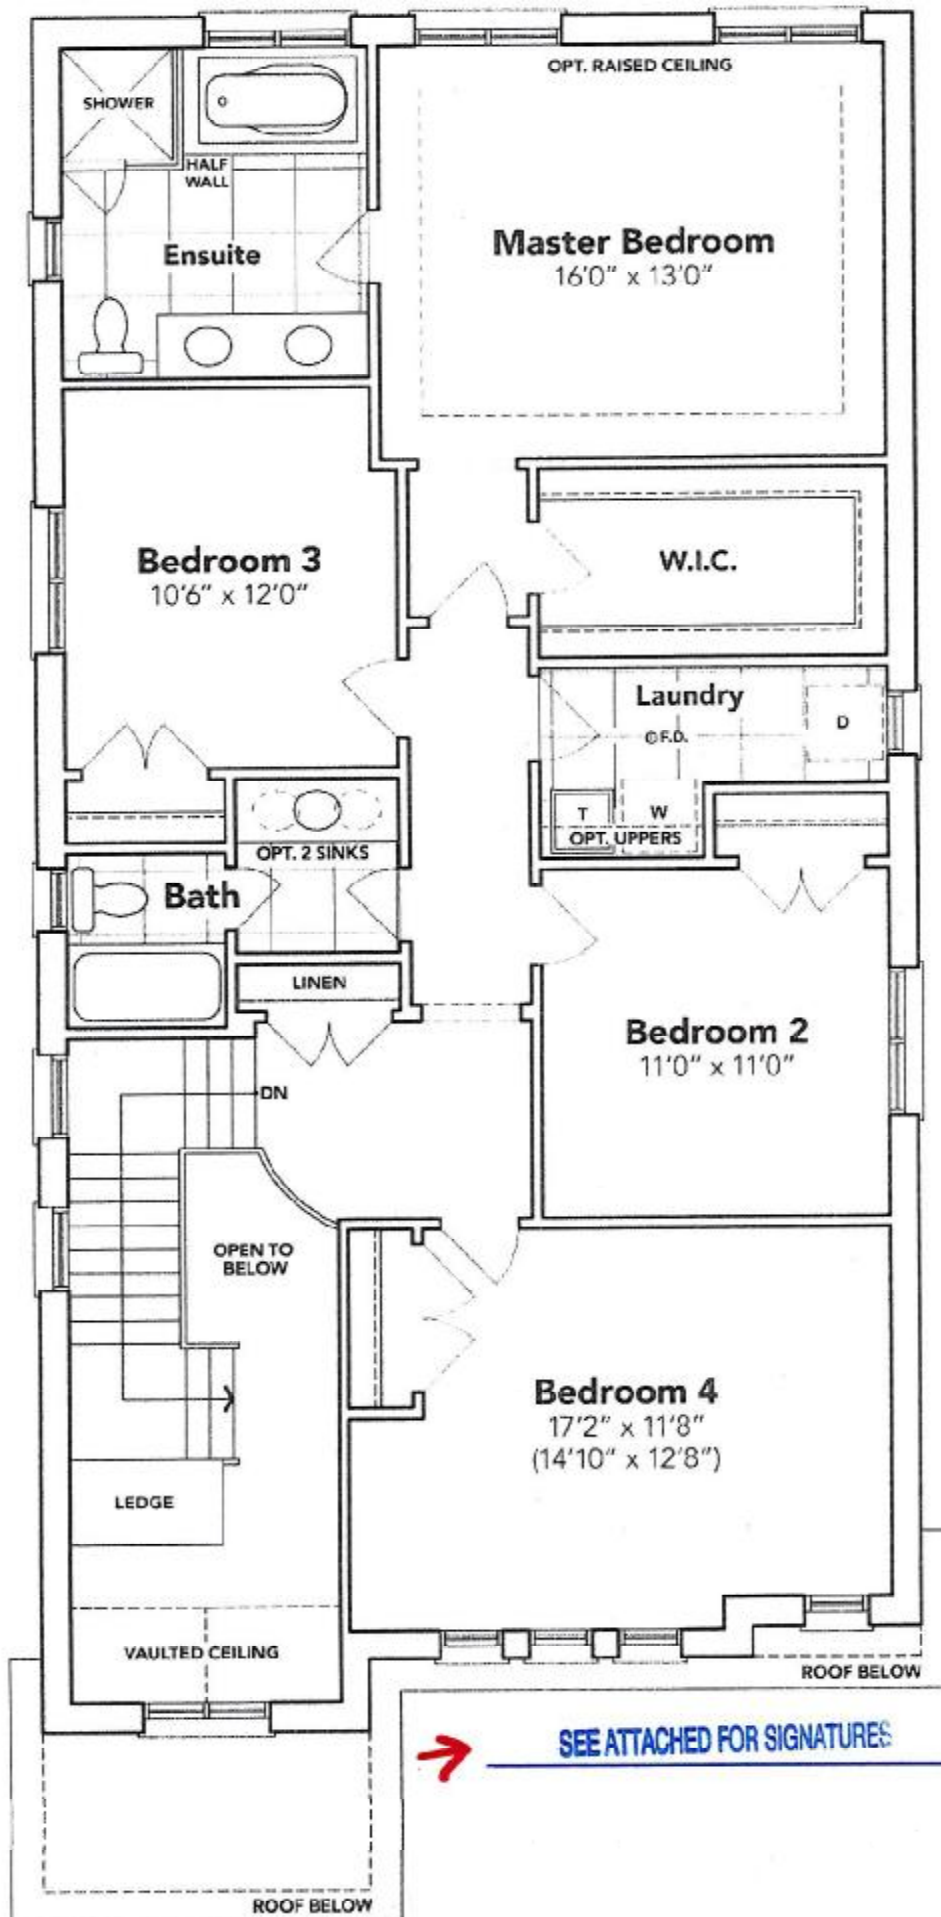 OPT. RAISED CEILING
SHOWER
HALF
WALL
Ensuite
Master Bedroom
16'0" x 13'0"
Bedroom 3
10'6" x 12'0"
W.I.C.
Laundry
F.D.
D
T
W
OPT. UPPERS
OPT. 2 SINKS
Bath
LINEN
Bedroom 2
11'0" x 11'0"
DN
OPEN TO
BELOW
Bedroom 4
17'2" x 11'8"
(14'10" x 12'8")
LEDGE
VAULTED CEILING
ROOF BELOW
SEE ATTACHED FOR SIGNATURES
ROOF BELOW